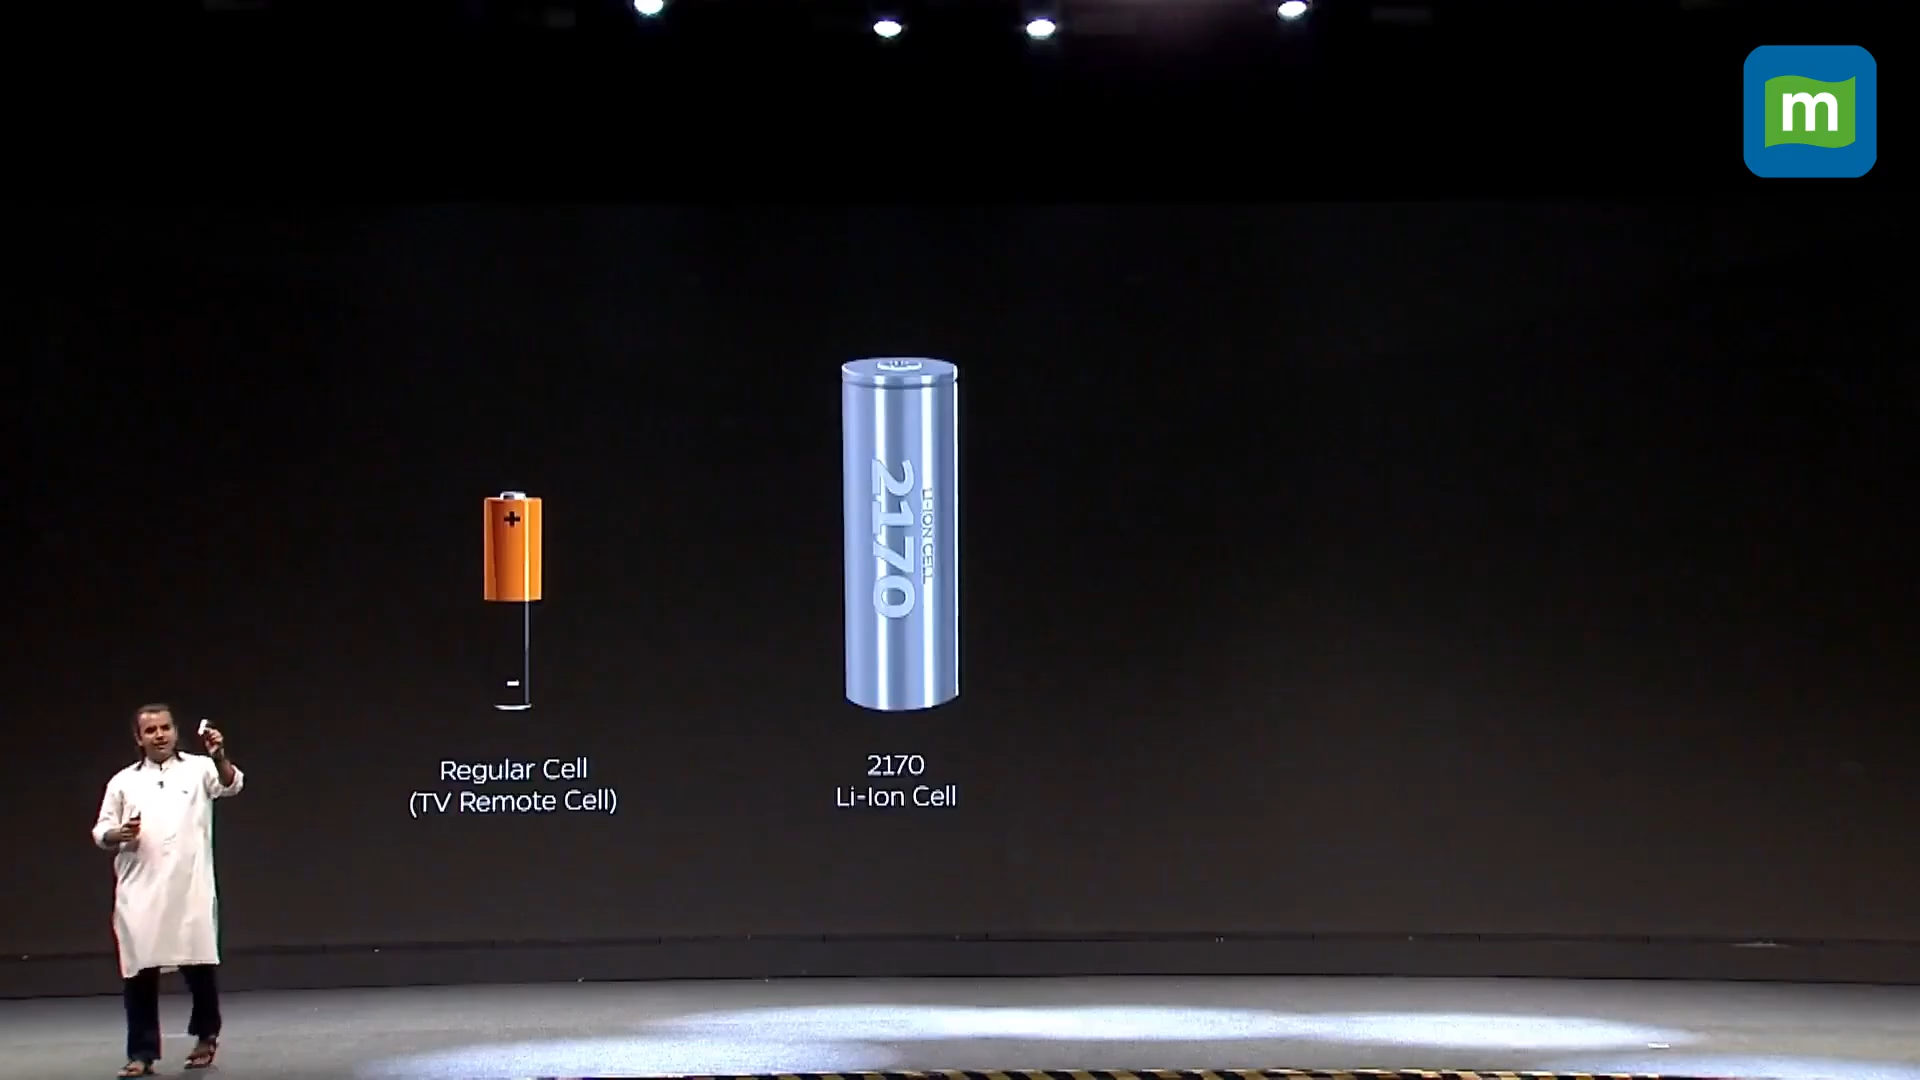 m
2170
LI-ION CELL
Regular Cell
(TV Remote Cell)
2170
Li-Ion Cell